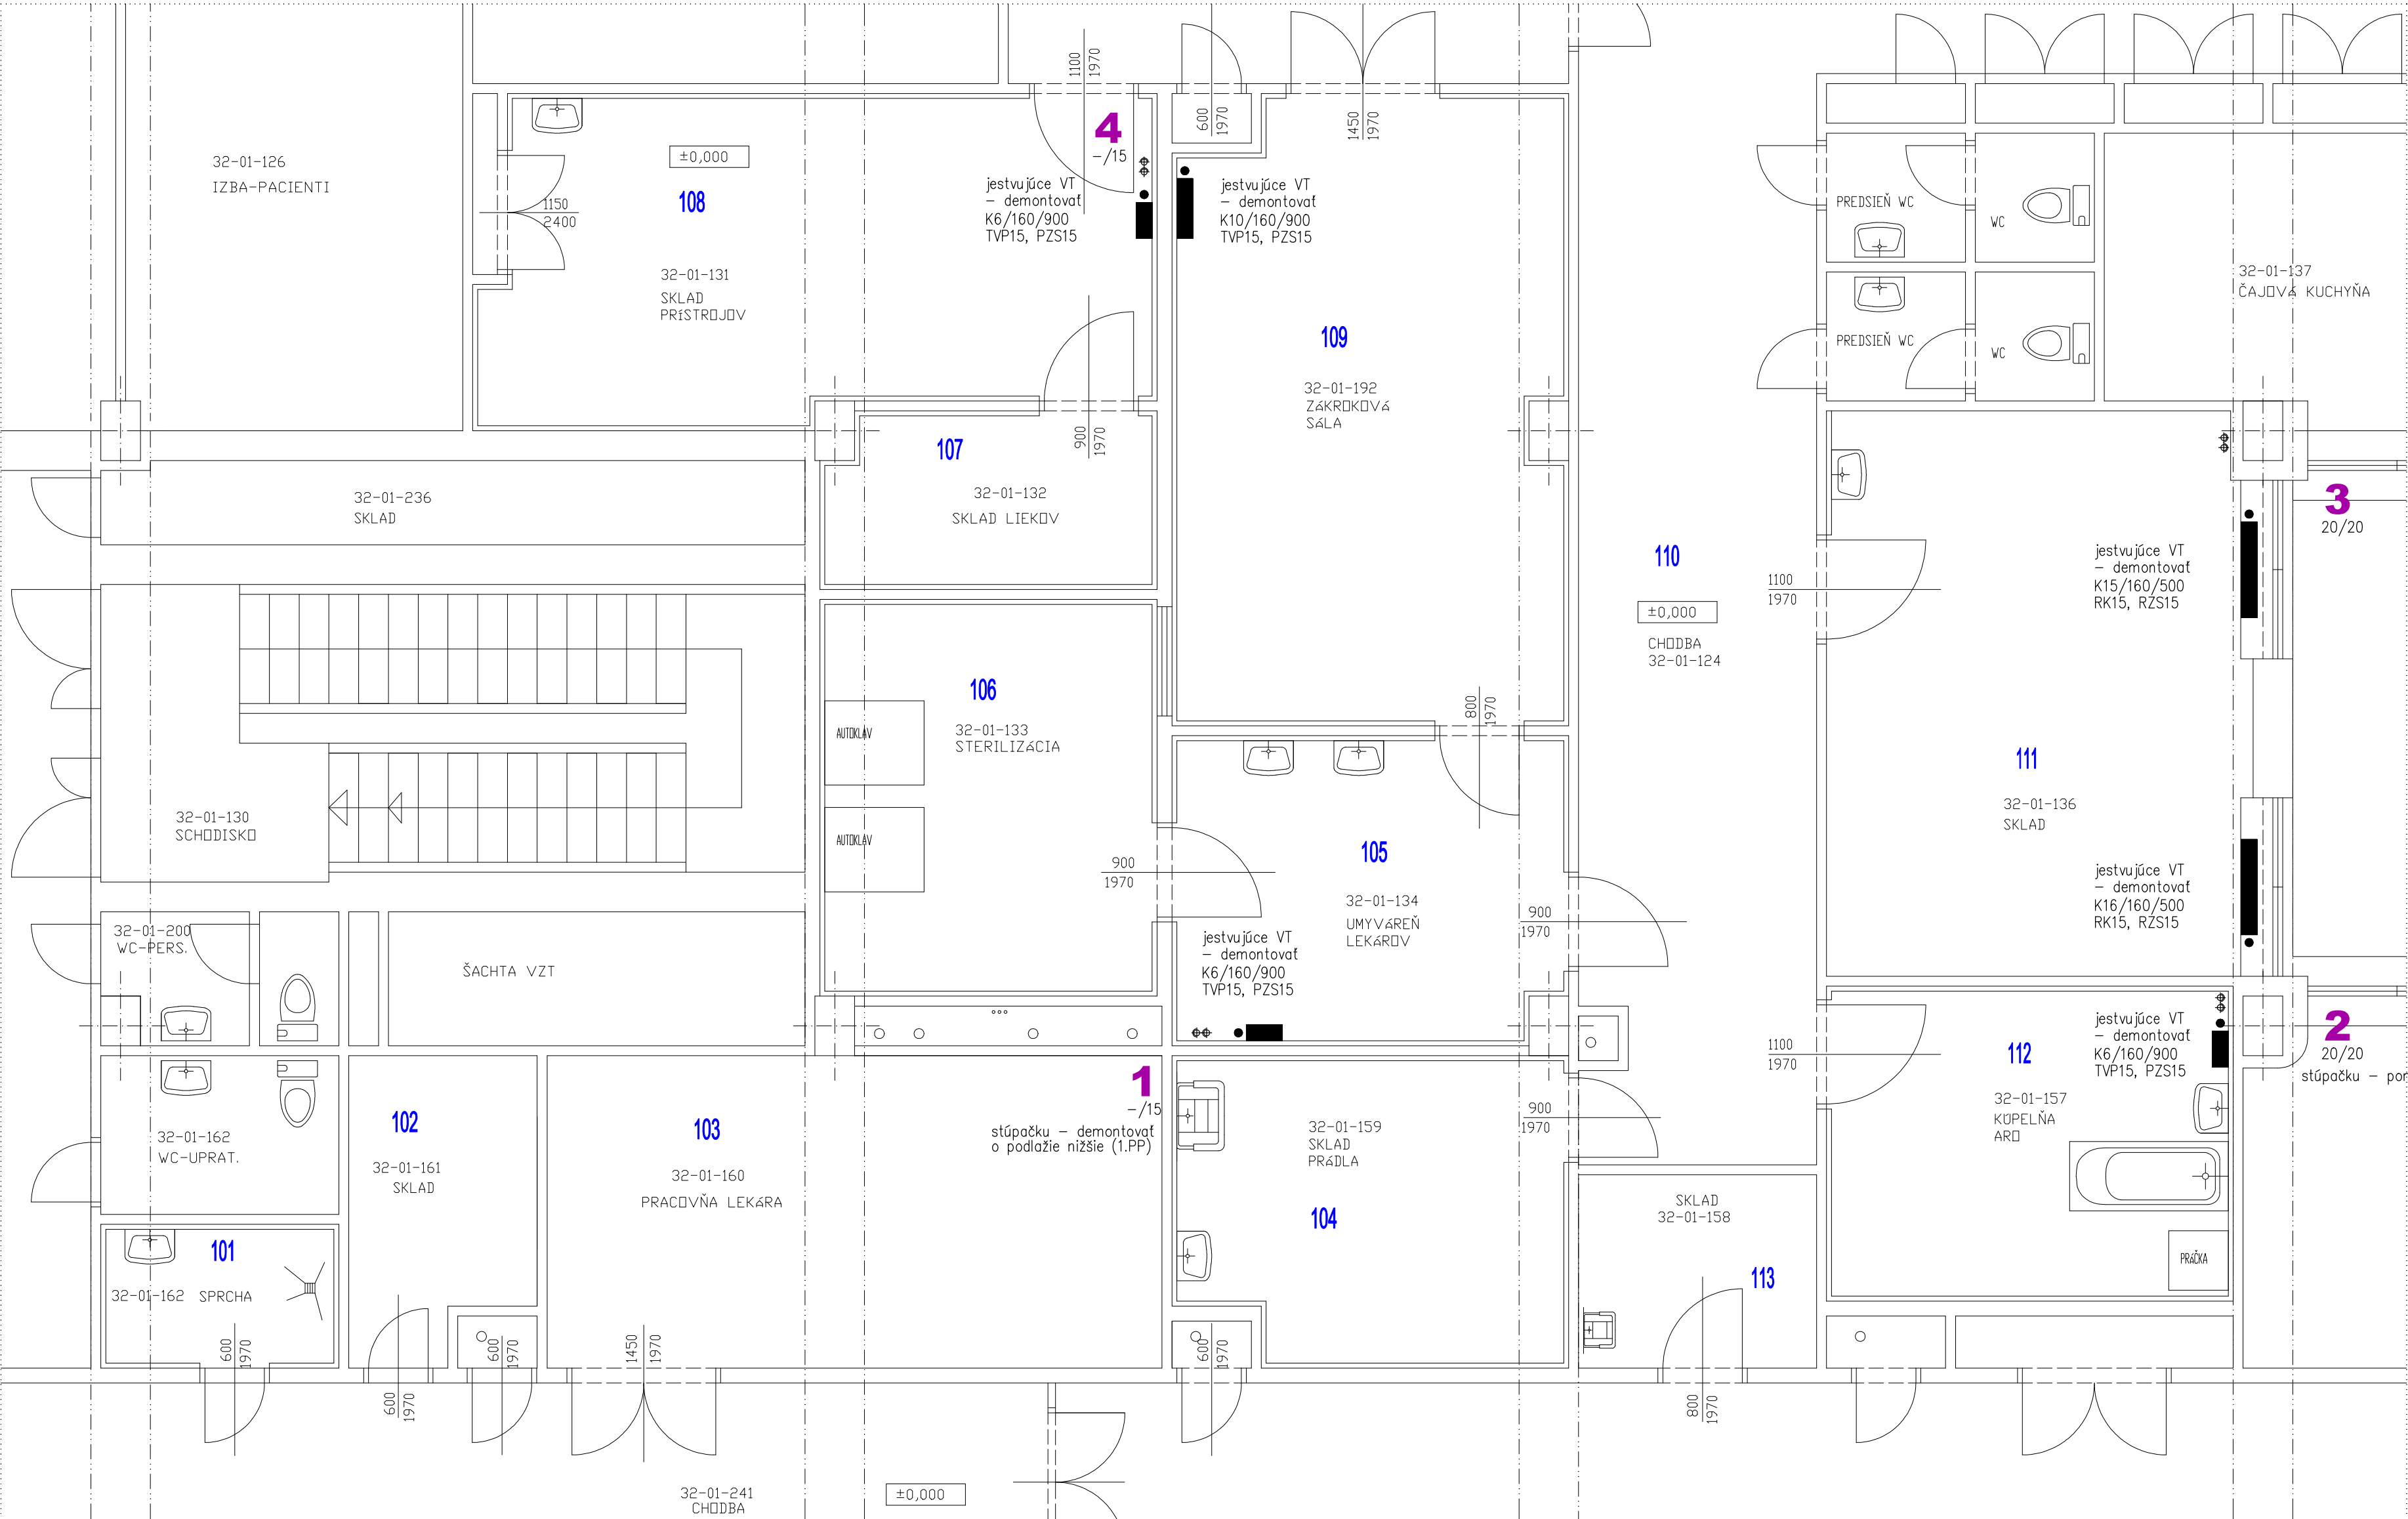 1100
1970
600
1970
1450
1970
32-01-126
IZBA-PACIENTI
±0,000
108
1150
2400
32-01-131
SKLAD
PRíSTROJOV
4
-/15
jestvujúce VT
- demontovať
K6/160/900
TVP15, PZS15
jestvujúce VT
- demontovať
K10/160/900
TVP15, PZS15
109
32-01-192
ZáKROKOVá
SáLA
PREDSIEŇ WC
WC
PREDSIEŇ WC
WC
32-01-137
ČAJOVá KUCHYŇA
107
900
1970
32-01-132
SKLAD LIEKOV
32-01-236
SKLAD
110
±0,000
CHODBA
32-01-124
1100
1970
3
20/20
jestvujúce VT
- demontovať
K15/160/500
RK15, RZS15
106
AUTOKLAV
32-01-133
STERILIZáCIA
AUTOKLAV
800
1970
111
32-01-136
SKLAD
32-01-130
SCHODISKO
900
1970
105
32-01-134
UMYVáREŇ
LEKáROV
900
1970
jestvujúce VT
- demontovať
K16/160/500
RK15, RZS15
32-01-200
WC-PERS.
ŠACHTA VZT
jestvujúce VT
- demontovať
K6/160/900
TVP15, PZS15
1100
1970
112
jestvujúce VT
- demontovať
K6/160/900
TVP15, PZS15
2
20/20
stúpačku - por
32-01-157
KúPELŇA
ARO
1
-/15
stúpačku - demontovať
o podlažie nižšie (1.PP)
102
32-01-161
SKLAD
103
32-01-160
PRACOVŇA LEKáRA
32-01-162
WC-UPRAT.
32-01-159
SKLAD
PRáDLA
104
900
1970
SKLAD
32-01-158
113
PRáČKA
101
32-01-162 SPRCHA
600
1970
600
1970
600
1970
1450
1970
600
1970
800
1970
32-01-241
CHODBA
±0,000